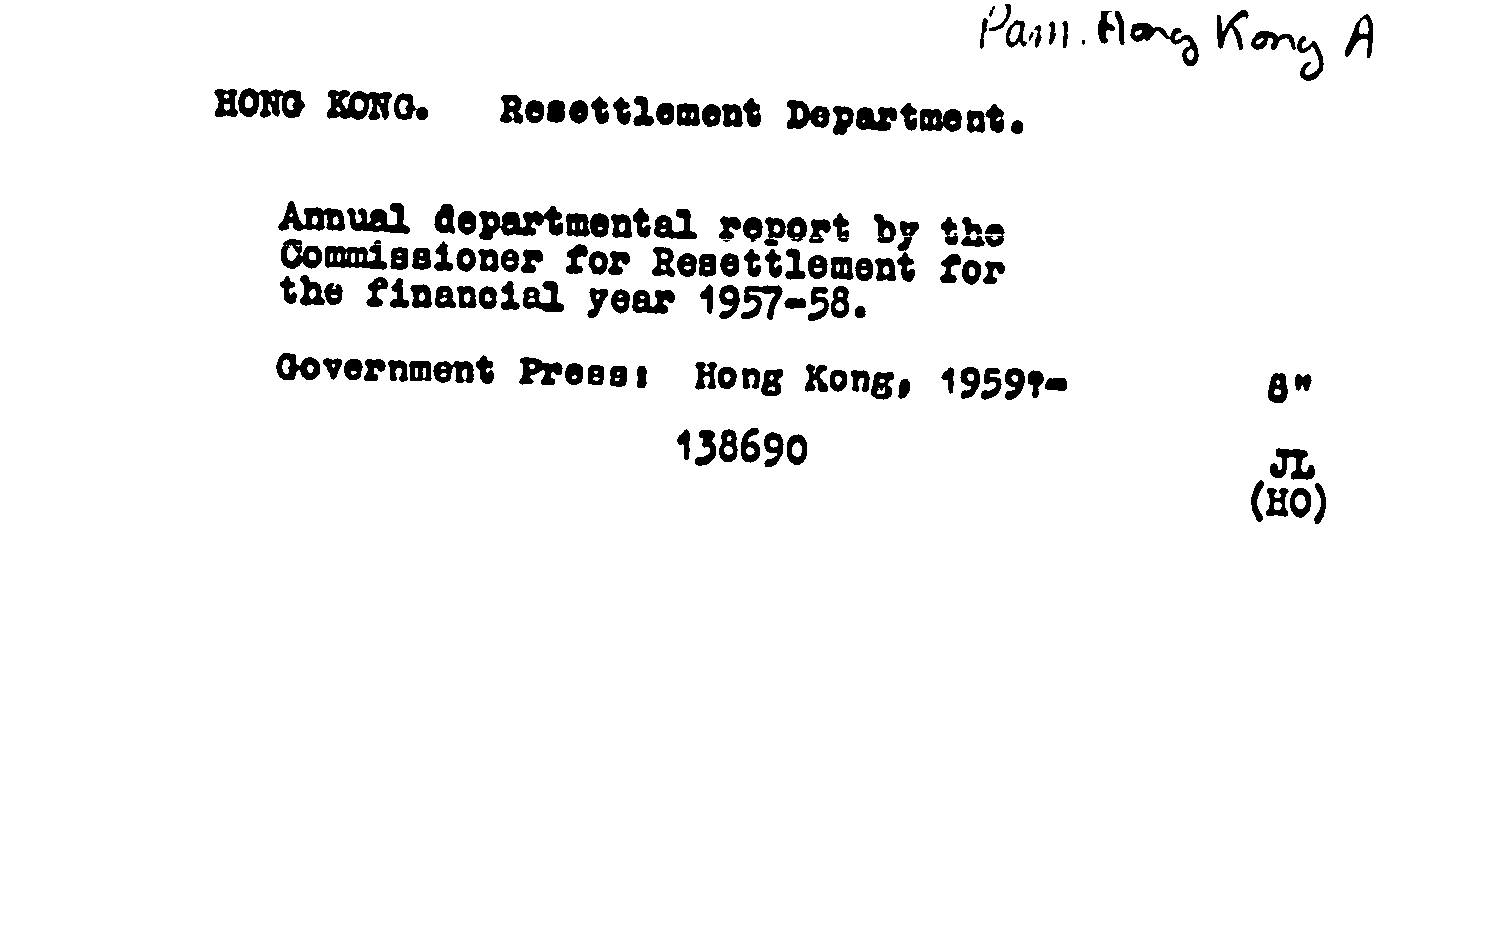 Pam. Hong Kong A
HONG KONG. Resettlement Department.
Annual departmental report by the
Commissioner for Resettlement for
the financial year 1957-58.
Government Press: Hong Kong, 1959?- 8"
138690 JL
(HO)